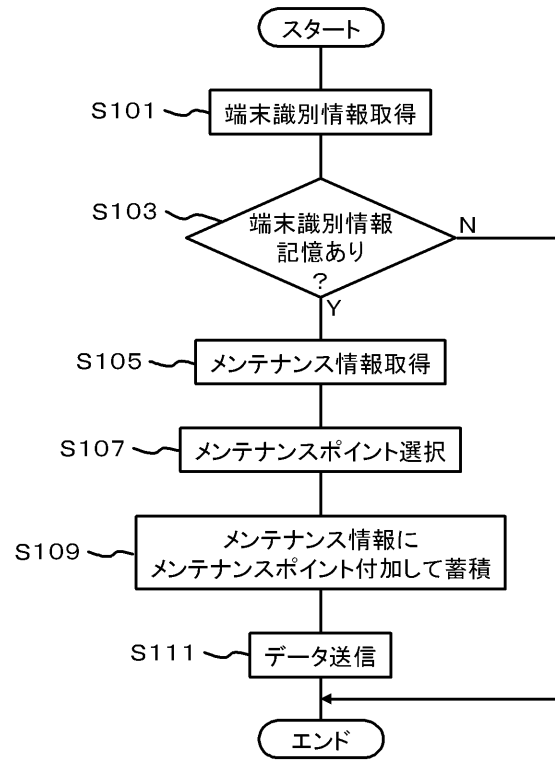 スタート
S101
端末識別情報取得
S103
端末識別情報
記憶あり
?
N
Y
S105
メンテナンス情報取得
S107
メンテナンスポイント選択
S109
メンテナンス情報に
メンテナンスポイント付加して蓄積
S111
データ送信
エンド